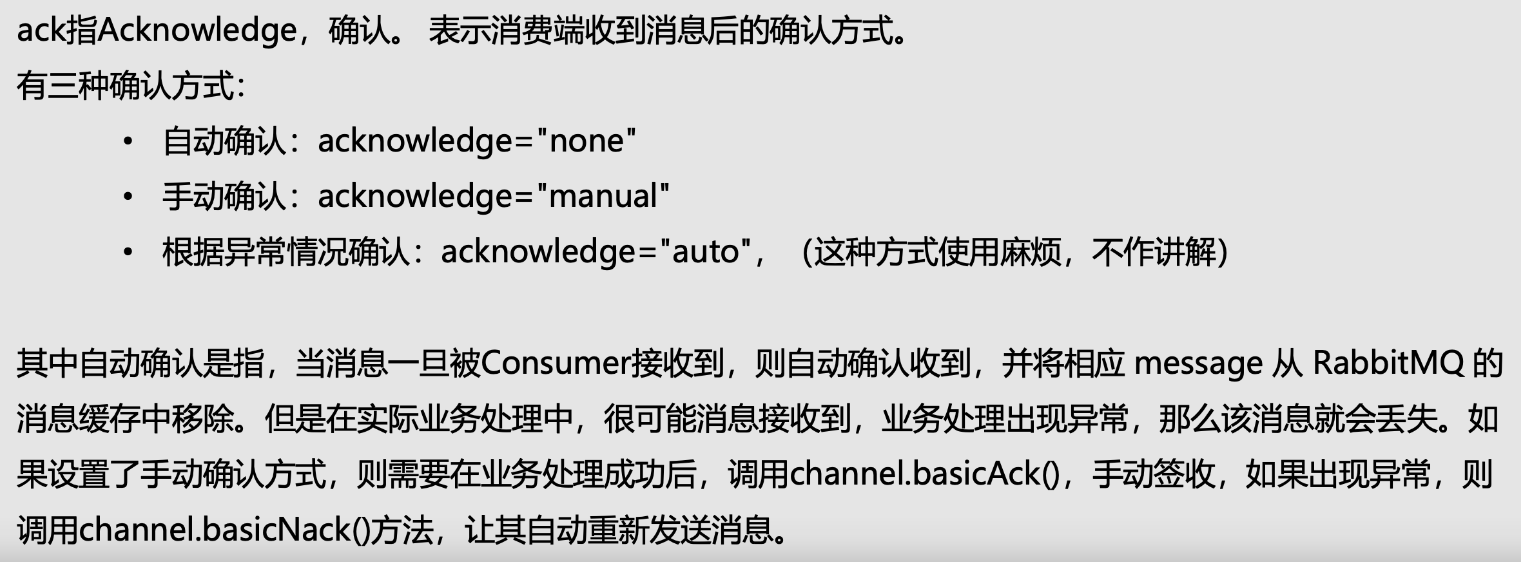 ack指Acknowledge，确认。 表示消费端收到消息后的确认方式。
有三种确认方式：
• 自动确认：acknowledge="none"
• 手动确认：acknowledge="manual"
• 根据异常情况确认：acknowledge="auto"，（这种方式使用麻烦，不作讲解）
其中自动确认是指，当消息一旦被Consumer接收到，则自动确认收到，并将相应 message 从 RabbitMQ 的
消息缓存中移除。但是在实际业务处理中，很可能消息接收到，业务处理出现异常，那么该消息就会丢失。如
果设置了手动确认方式，则需要在业务处理成功后，调用channel.basicAck()，手动签收，如果出现异常，则
调用channel.basicNack()方法，让其自动重新发送消息。